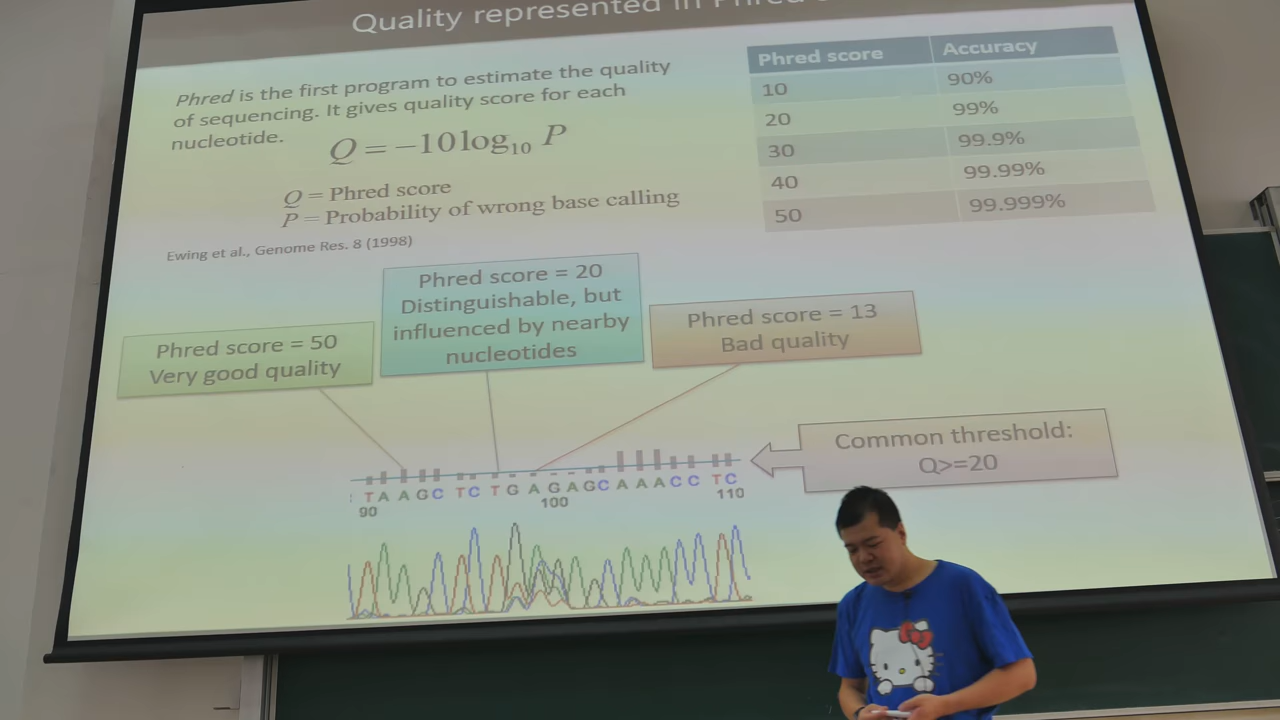 Quality represented in Phred
Phred is the first program to estimate the quality
of sequencing. It gives quality score for each
nucleotide.
Q = −10 log₁₀ P
Q = Phred score
P = Probability of wrong base calling
Ewing et al., Genome Res. 8 (1998)
Phred score Accuracy
10 90%
20 99%
30 99.9%
40 99.99%
50 99.999%
Phred score = 50
Very good quality
Phred score = 20
Distinguishable, but
influenced by nearby
nucleotides
Phred score = 13
Bad quality
Common threshold:
Q>=20
T A A G C T C T G A G A G C A A A C C T C
90 100 110